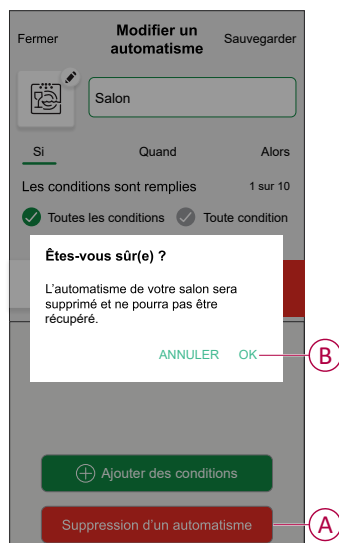 Fermer
Modifier un
automatisme
Sauvegarder
Salon
Si
Quand
Alors
Les conditions sont remplies
1 sur 10
Toutes les conditions
Toute condition
Êtes-vous sûr(e) ?
L'automatisme de votre salon sera
supprimé et ne pourra pas être
récupéré.
ANNULER
OK
B
Ajouter des conditions
Suppression d'un automatisme
A